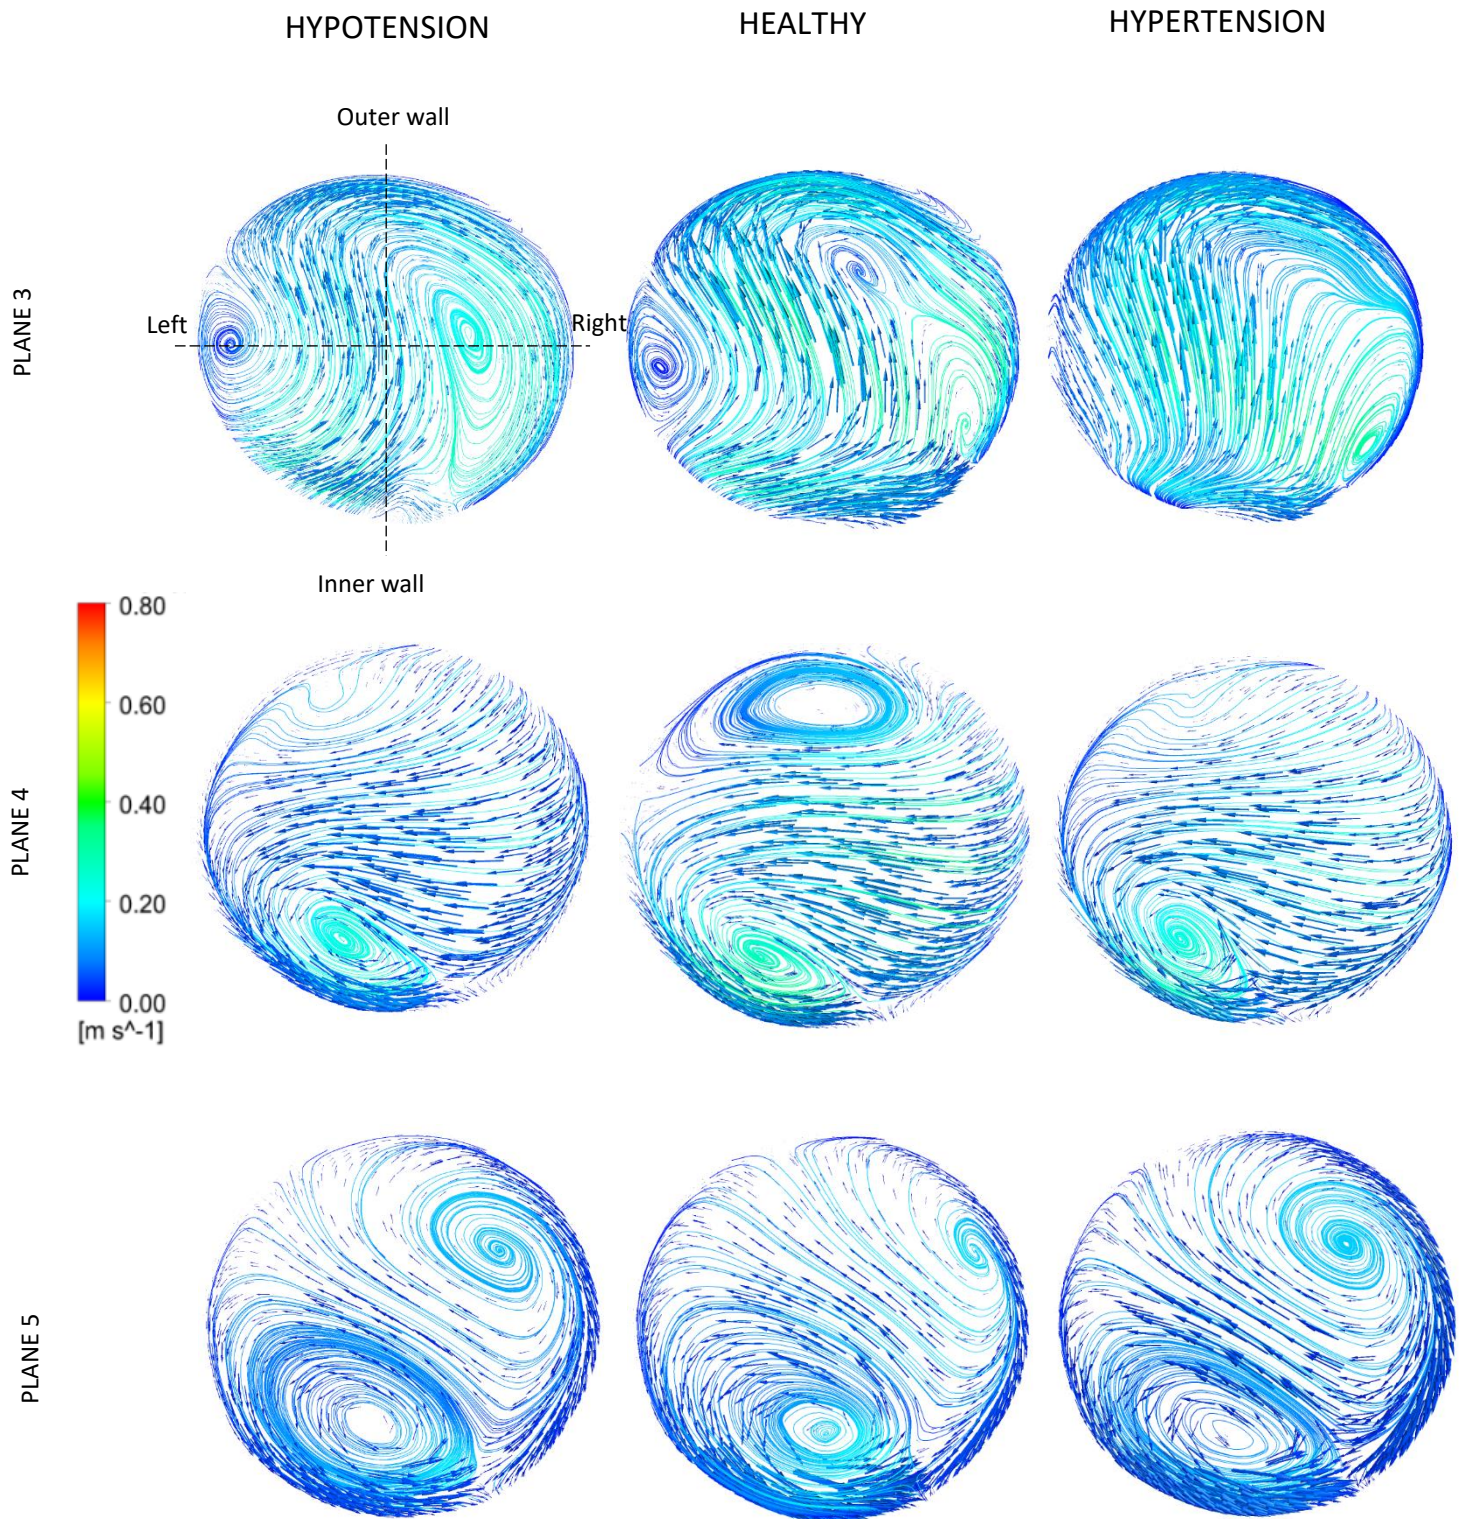 HYPOTENSION
HEALTHY
HYPERTENSION
Outer wall
PLANE 3
Left
Right
Inner wall
0.80
0.60
PLANE 4
0.40
0.20
0.00
[m s^-1]
PLANE 5